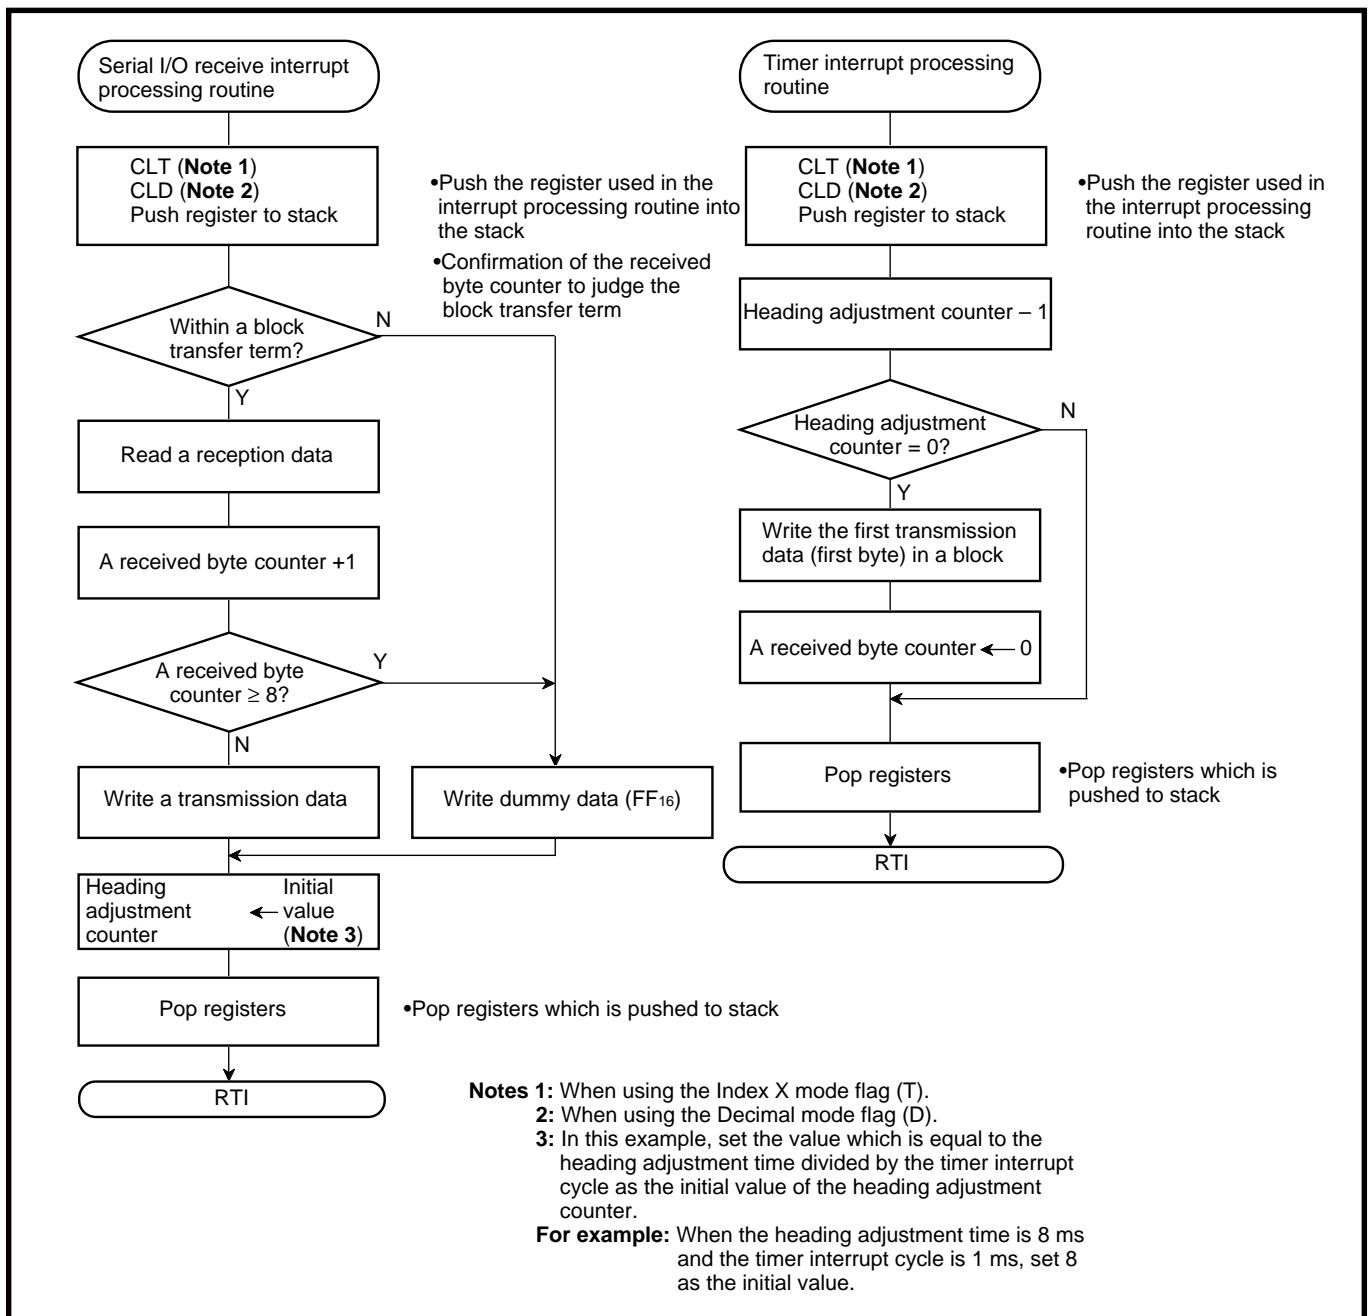 Serial I/O receive interrupt
processing routine
CLT (Note 1)
CLD (Note 2)
Push register to stack
•Push the register used in the
interrupt processing routine into
the stack
•Confirmation of the received
byte counter to judge the
block transfer term
Within a block
transfer term?
N
Y
Read a reception data
A received byte counter +1
A received byte
counter ≥ 8?
Y
N
Write a transmission data
Write dummy data (FF16)
Heading
adjustment
counter
←
Initial
value
(Note 3)
Pop registers
•Pop registers which is pushed to stack
RTI
Timer interrupt processing
routine
CLT (Note 1)
CLD (Note 2)
Push register to stack
•Push the register used in
the interrupt processing
routine into the stack
Heading adjustment counter – 1
Heading adjustment
counter = 0?
N
Y
Write the first transmission
data (first byte) in a block
A received byte counter ← 0
Pop registers
•Pop registers which is
pushed to stack
RTI
Notes 1: When using the Index X mode flag (T).
2: When using the Decimal mode flag (D).
3: In this example, set the value which is equal to the
heading adjustment time divided by the timer interrupt
cycle as the initial value of the heading adjustment
counter.
For example: When the heading adjustment time is 8 ms
and the timer interrupt cycle is 1 ms, set 8
as the initial value.